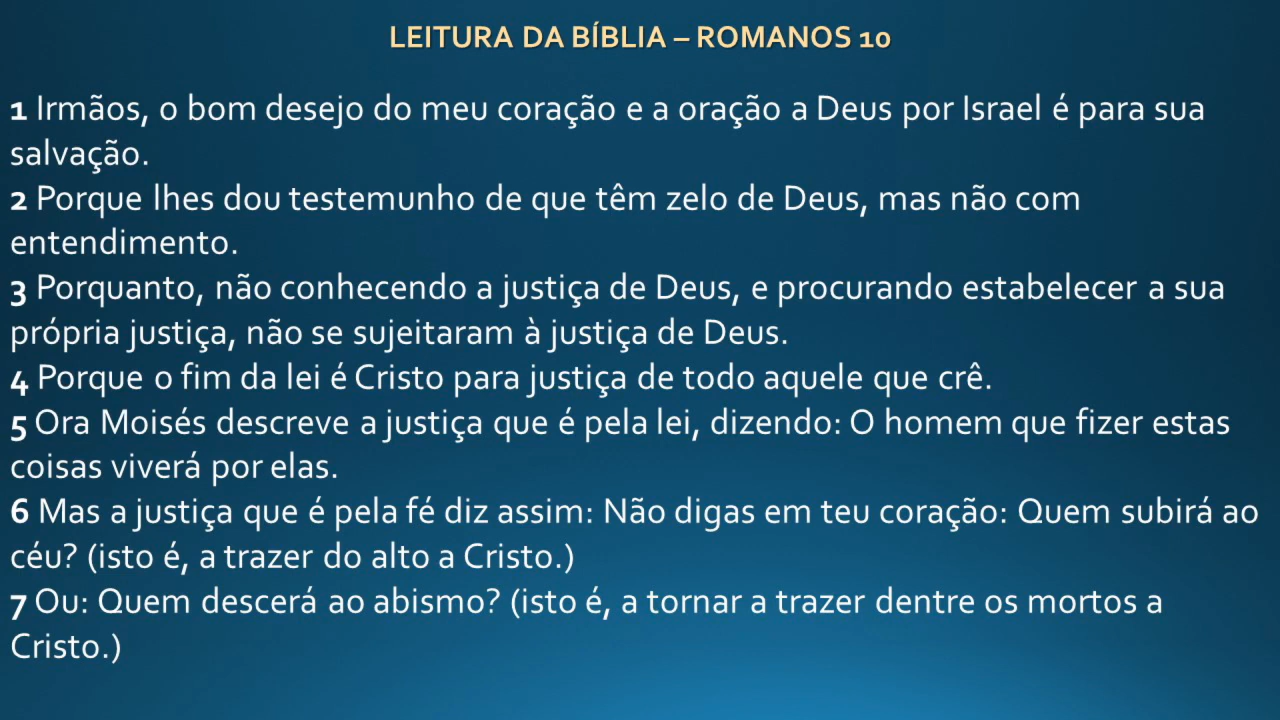 LEITURA DA BÍBLIA – ROMANOS 10
1 Irmãos, o bom desejo do meu coração e a oração a Deus por Israel é para sua
salvação.
2 Porque lhes dou testemunho de que têm zelo de Deus, mas não com
entendimento.
3 Porquanto, não conhecendo a justiça de Deus, e procurando estabelecer a sua
própria justiça, não se sujeitaram à justiça de Deus.
4 Porque o fim da lei é Cristo para justiça de todo aquele que crê.
5 Ora Moisés descreve a justiça que é pela lei, dizendo: O homem que fizer estas
coisas viverá por elas.
6 Mas a justiça que é pela fé diz assim: Não digas em teu coração: Quem subirá ao
céu? (isto é, a trazer do alto a Cristo.)
7 Ou: Quem descerá ao abismo? (isto é, a tornar a trazer dentre os mortos a
Cristo.)